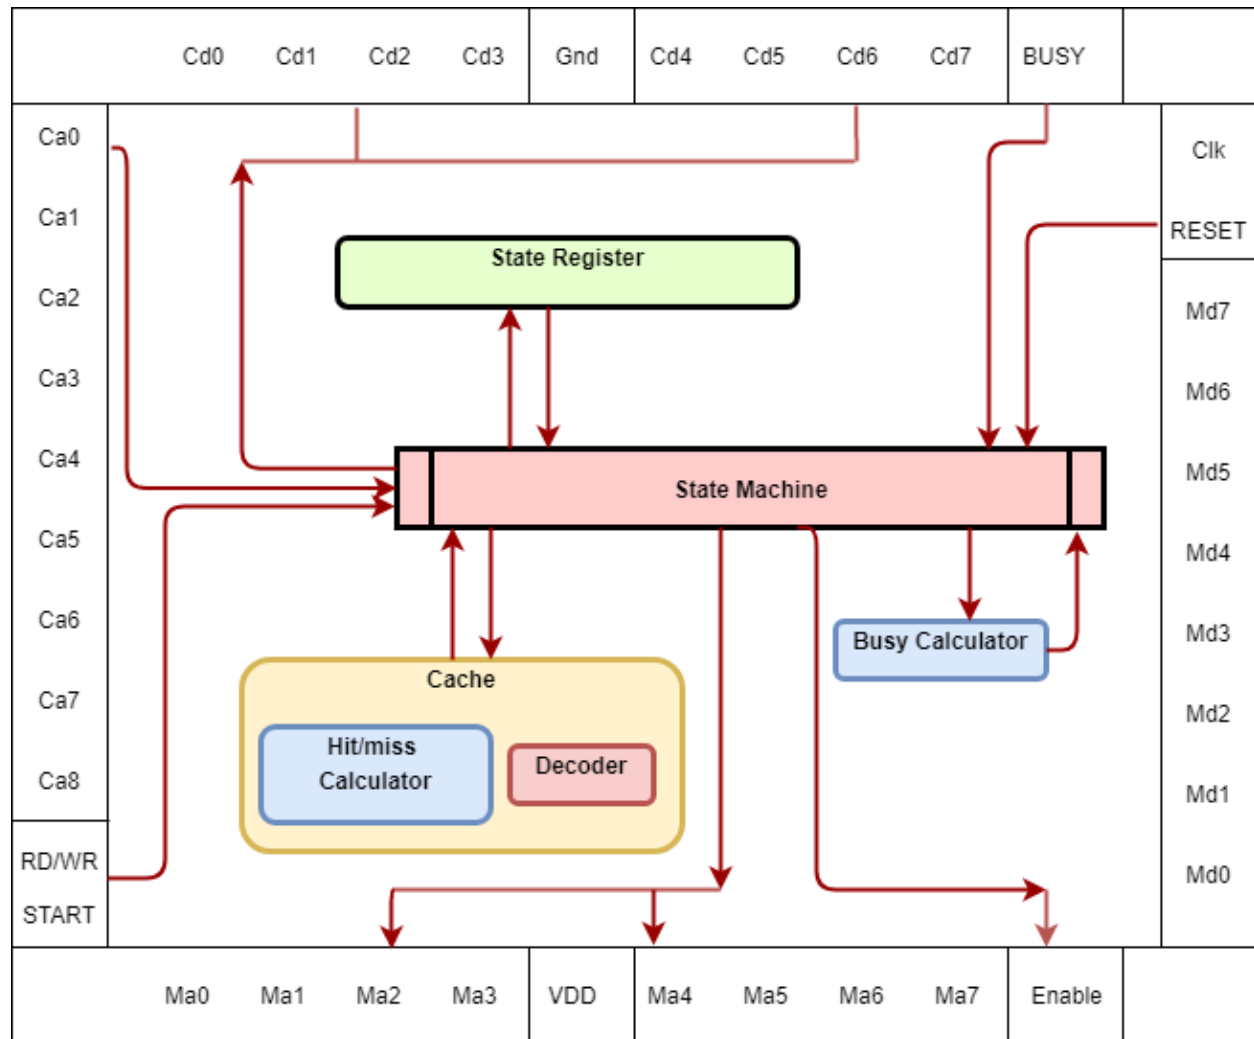 Cd0 Cd1 Cd2 Cd3 Gnd Cd4 Cd5 Cd6 Cd7 BUSY
Ca0
Ca1
Ca2
Ca3
Ca4
Ca5
Ca6
Ca7
Ca8
RD/WR
START
State Register
State Machine
Busy Calculator
Cache
Hit/miss
Calculator
Decoder
Clk
RESET
Md7
Md6
Md5
Md4
Md3
Md2
Md1
Md0
Ma0 Ma1 Ma2 Ma3 VDD Ma4 Ma5 Ma6 Ma7 Enable